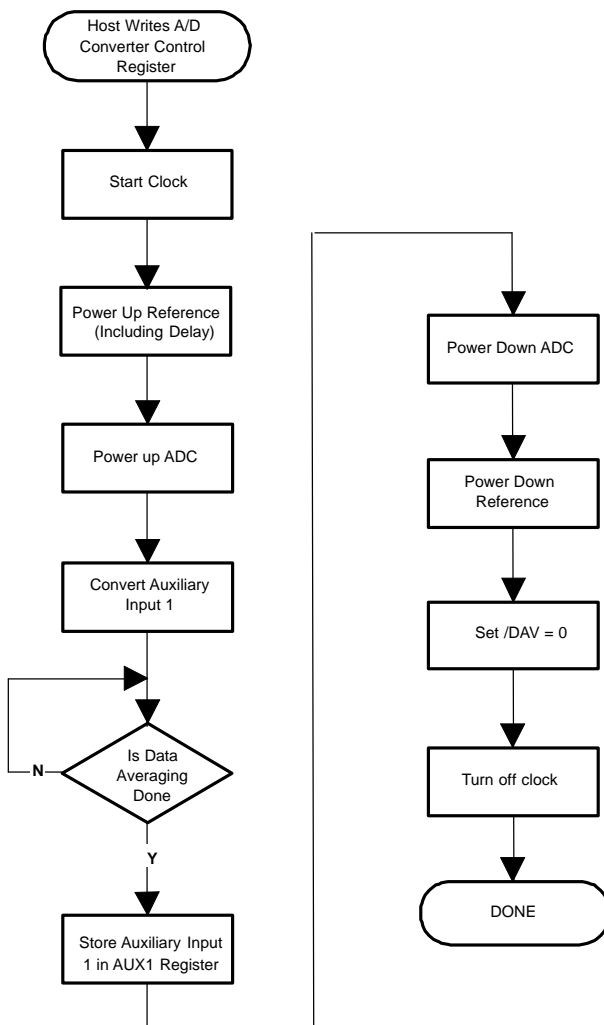 Host Writes A/D
Converter Control
Register
Start Clock
Power Up Reference
(Including Delay)
Power up ADC
Convert Auxiliary
Input 1
Is Data
Averaging
Done
N
Y
Store Auxiliary Input
1 in AUX1 Register
Power Down ADC
Power Down
Reference
Set /DAV = 0
Turn off clock
DONE